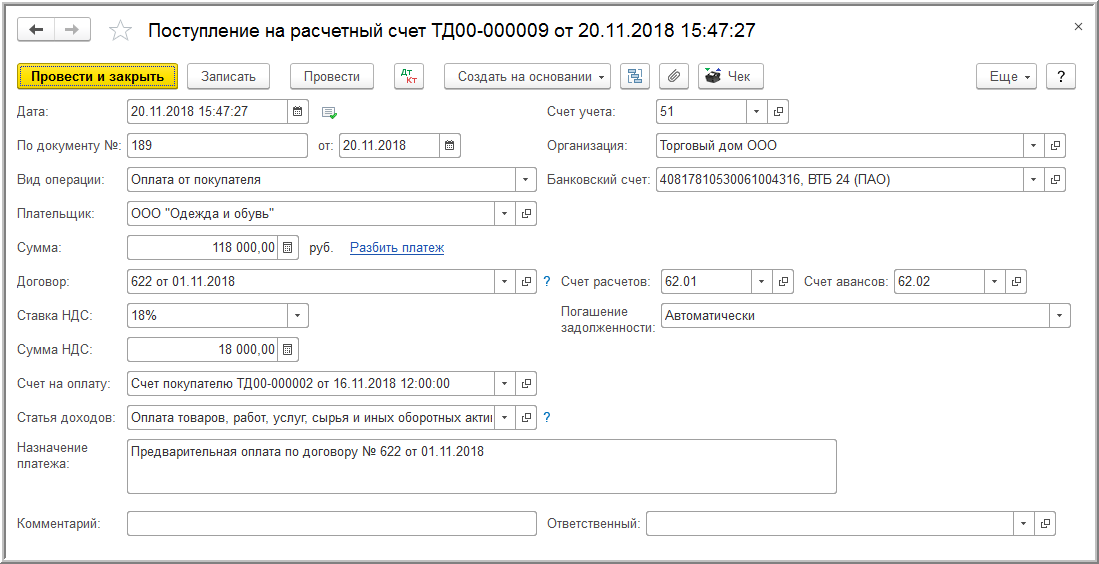 Поступление на расчетный счет ТД00-000009 от 20.11.2018 15:47:27
Провести и закрыть Записать Провести Дт Кт Создать на основании Чек Еще ?
Дата: 20.11.2018 15:47:27 Счет учета: 51
По документу №: 189 от: 20.11.2018 Организация: Торговый дом ООО
Вид операции: Оплата от покупателя Банковский счет: 40817810530061004316, ВТБ 24 (ПАО)
Плательщик: ООО "Одежда и обувь"
Сумма: 118 000,00 руб. Разбить платеж
Договор: 622 от 01.11.2018 ? Счет расчетов: 62.01 Счет авансов: 62.02
Ставка НДС: 18% Погашение
задолженности: Автоматически
Сумма НДС: 18 000,00
Счет на оплату: Счет покупателю ТД00-000002 от 16.11.2018 12:00:00
Статья доходов: Оплата товаров, работ, услуг, сырья и иных оборотных акти ?
Назначение
платежа: Предварительная оплата по договору № 622 от 01.11.2018
Комментарий: Ответственный: